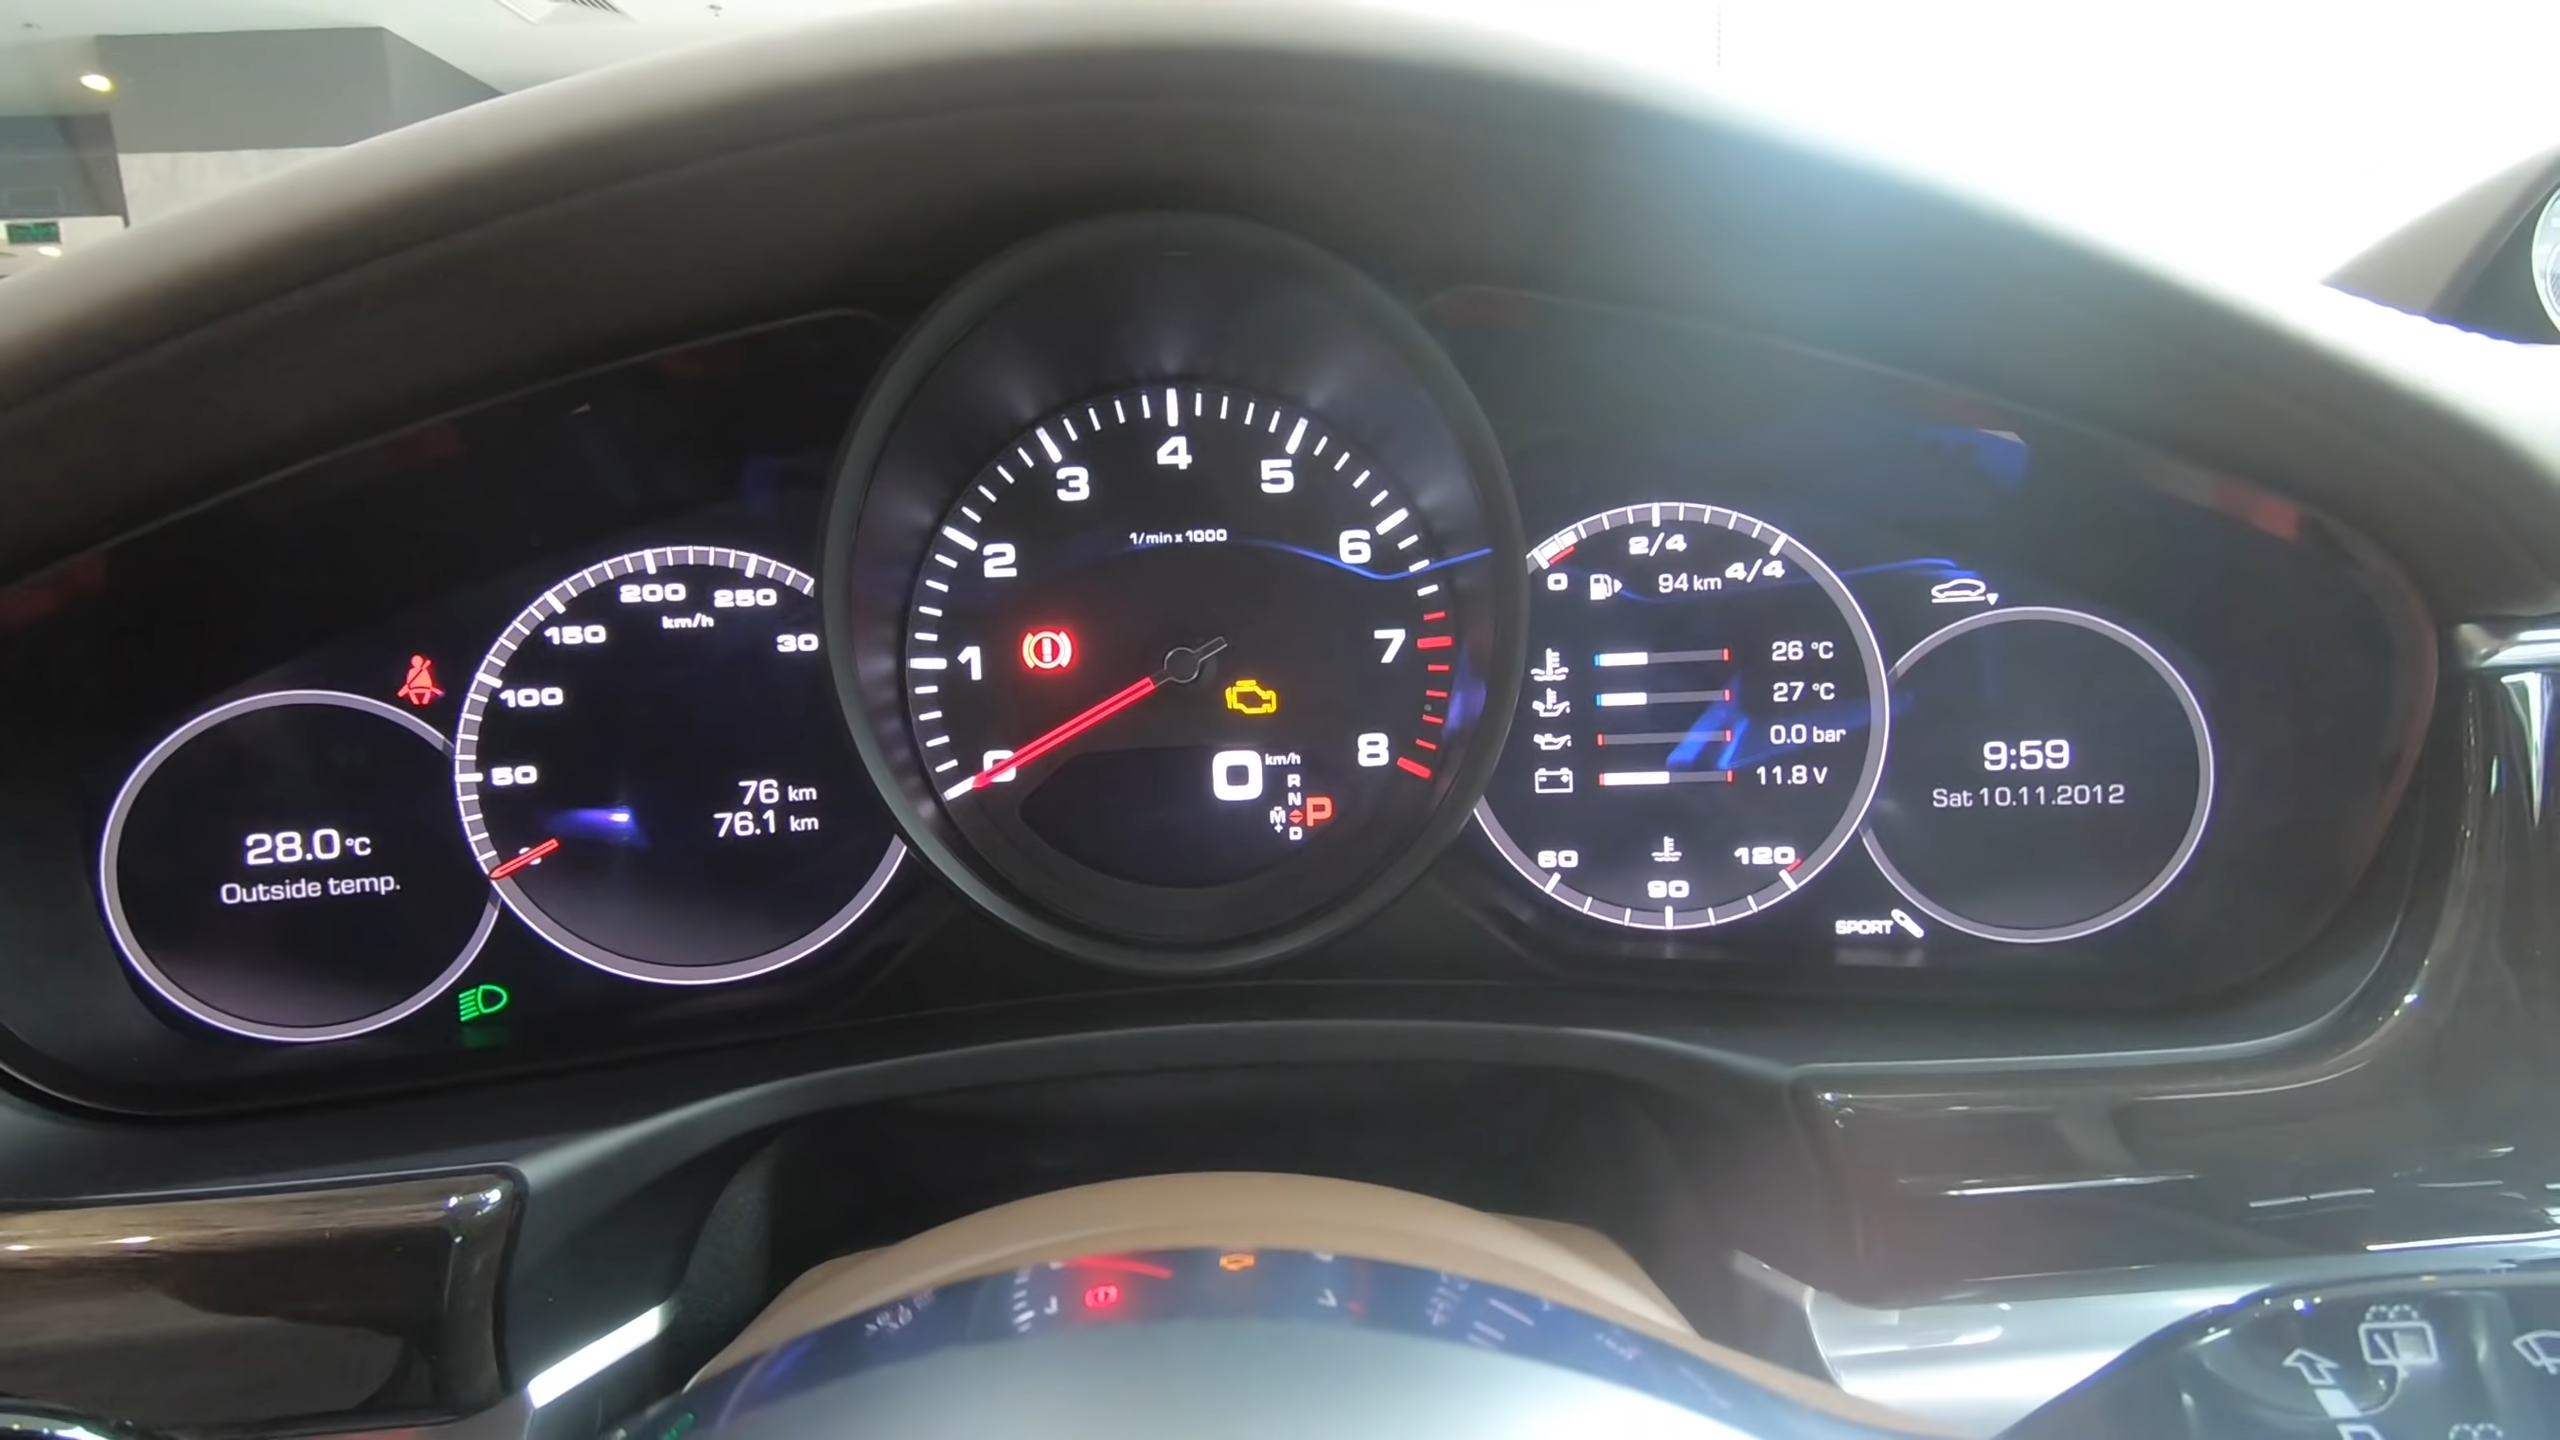 28.0 °C
Outside temp.
0
50
100
150
200
250
30
km/h
76 km
76.1 km
0
1
2
3
4
5
6
7
8
1/min x 1000
0 km/h
R
N
M
+
D
P
0
2/4
4/4
94 km
26 °C
27 °C
0.0 bar
11.8 V
60
90
120
SPORT
9:59
Sat 10.11.2012